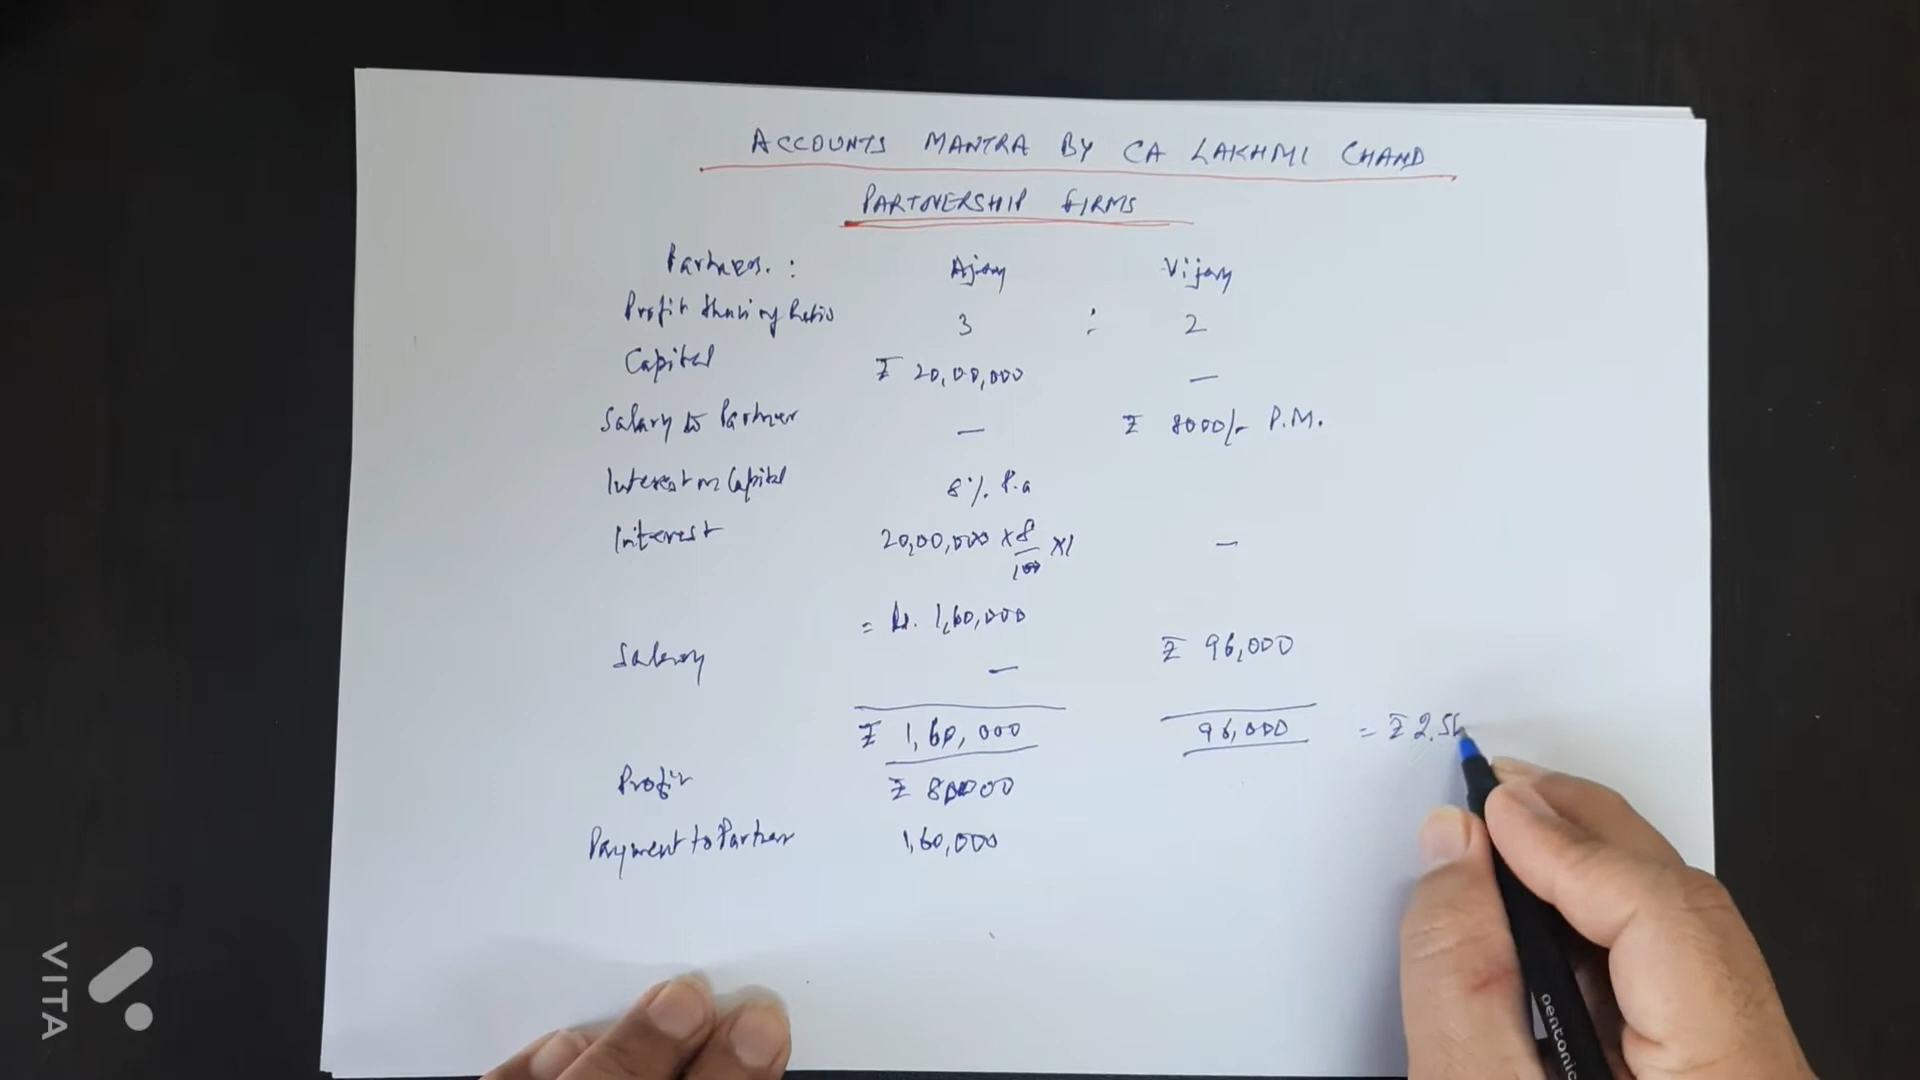 ACCOUNTS MANTRA BY CA LAKHMI CHAND
PARTNERSHIP FIRMS
Partners. : Ajay Vijay
Profit Sharing Ratio 3 : 2
Capital ₹ 20,00,000 —
Salary to Partner — ₹ 8000/- P.M.
Interest on Capital 8% P.a
Interest 20,00,000 x 8/100 x1 —
= Rs. 1,60,000
Salary — ₹ 96,000
₹ 1,60,000 96,000 = ₹ 2.56
Profit ₹ 80000
Payment to Partner 1,60,000
VITA
pentonic